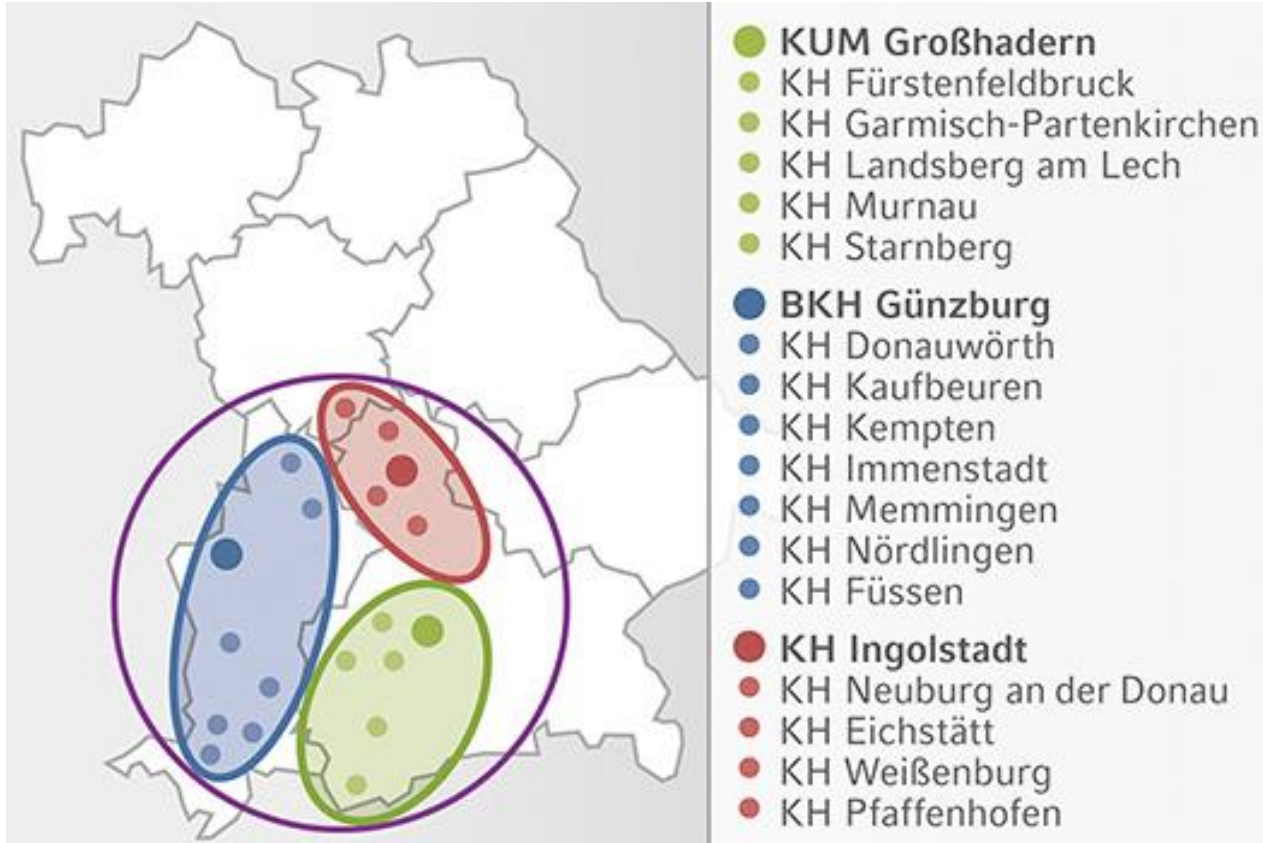 KUM Großhadern
KH Fürstenfeldbruck
KH Garmisch-Partenkirchen
KH Landsberg am Lech
KH Murnau
KH Starnberg
BKH Günzburg
KH Donauwörth
KH Kaufbeuren
KH Kempten
KH Immenstadt
KH Memmingen
KH Nördlingen
KH Füssen
KH Ingolstadt
KH Neuburg an der Donau
KH Eichstätt
KH Weißenburg
KH Pfaffenhofen